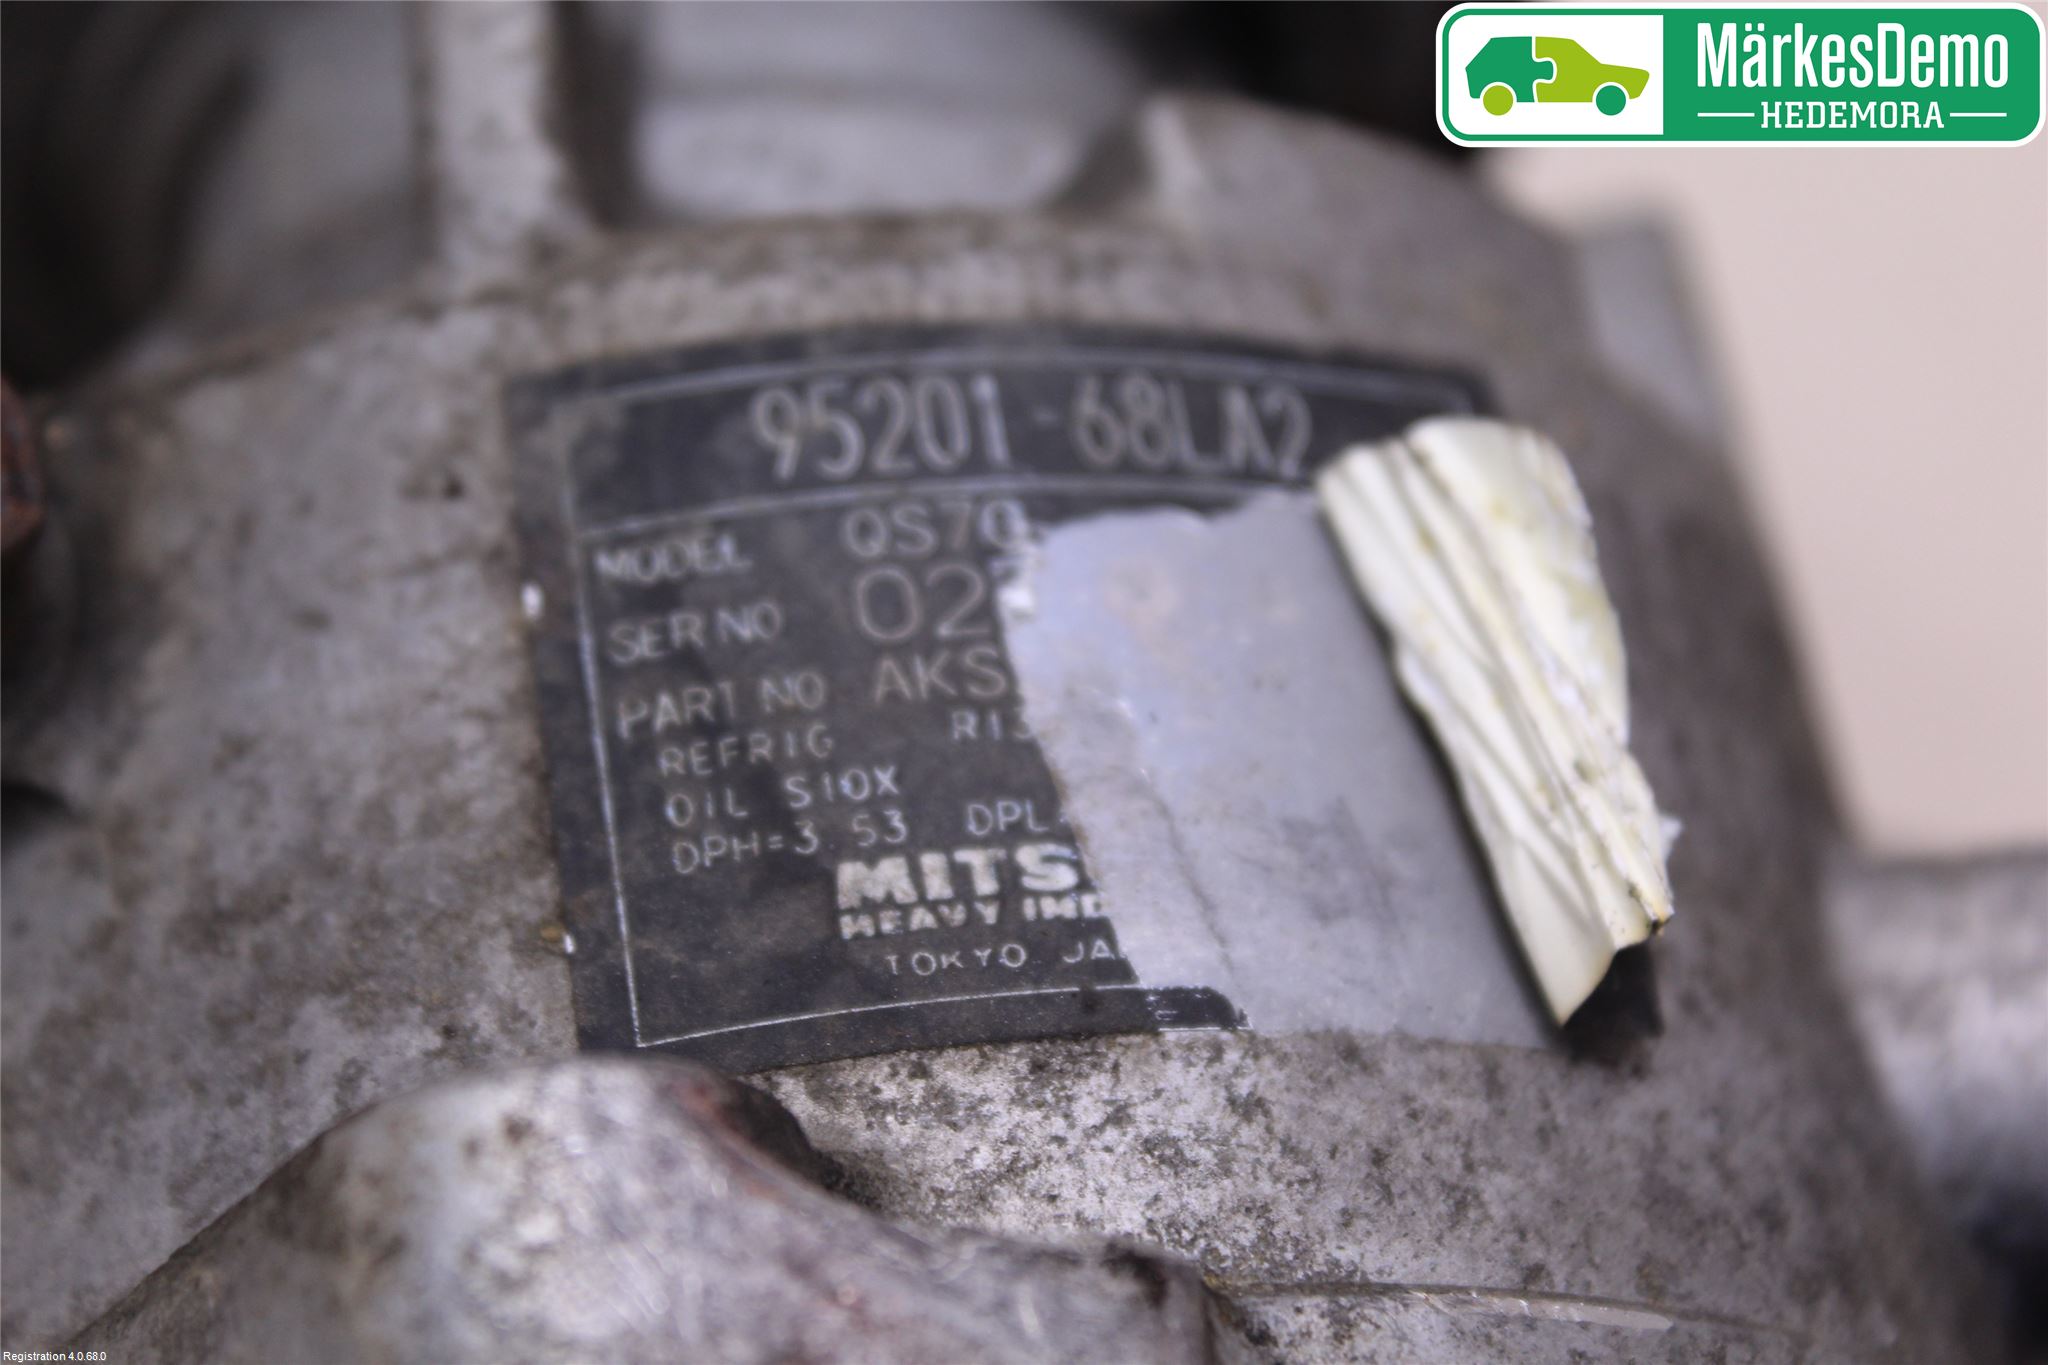 MärkesDemo
HEDEMORA
95201-68LA2
MODEL QS70
SER NO 02
PART NO AKS
REFRIG R13
OIL S10X
DPH=3.53 DPL
MITS
HEAVY IND
TOKYO JA
Registration 4.0.68.0